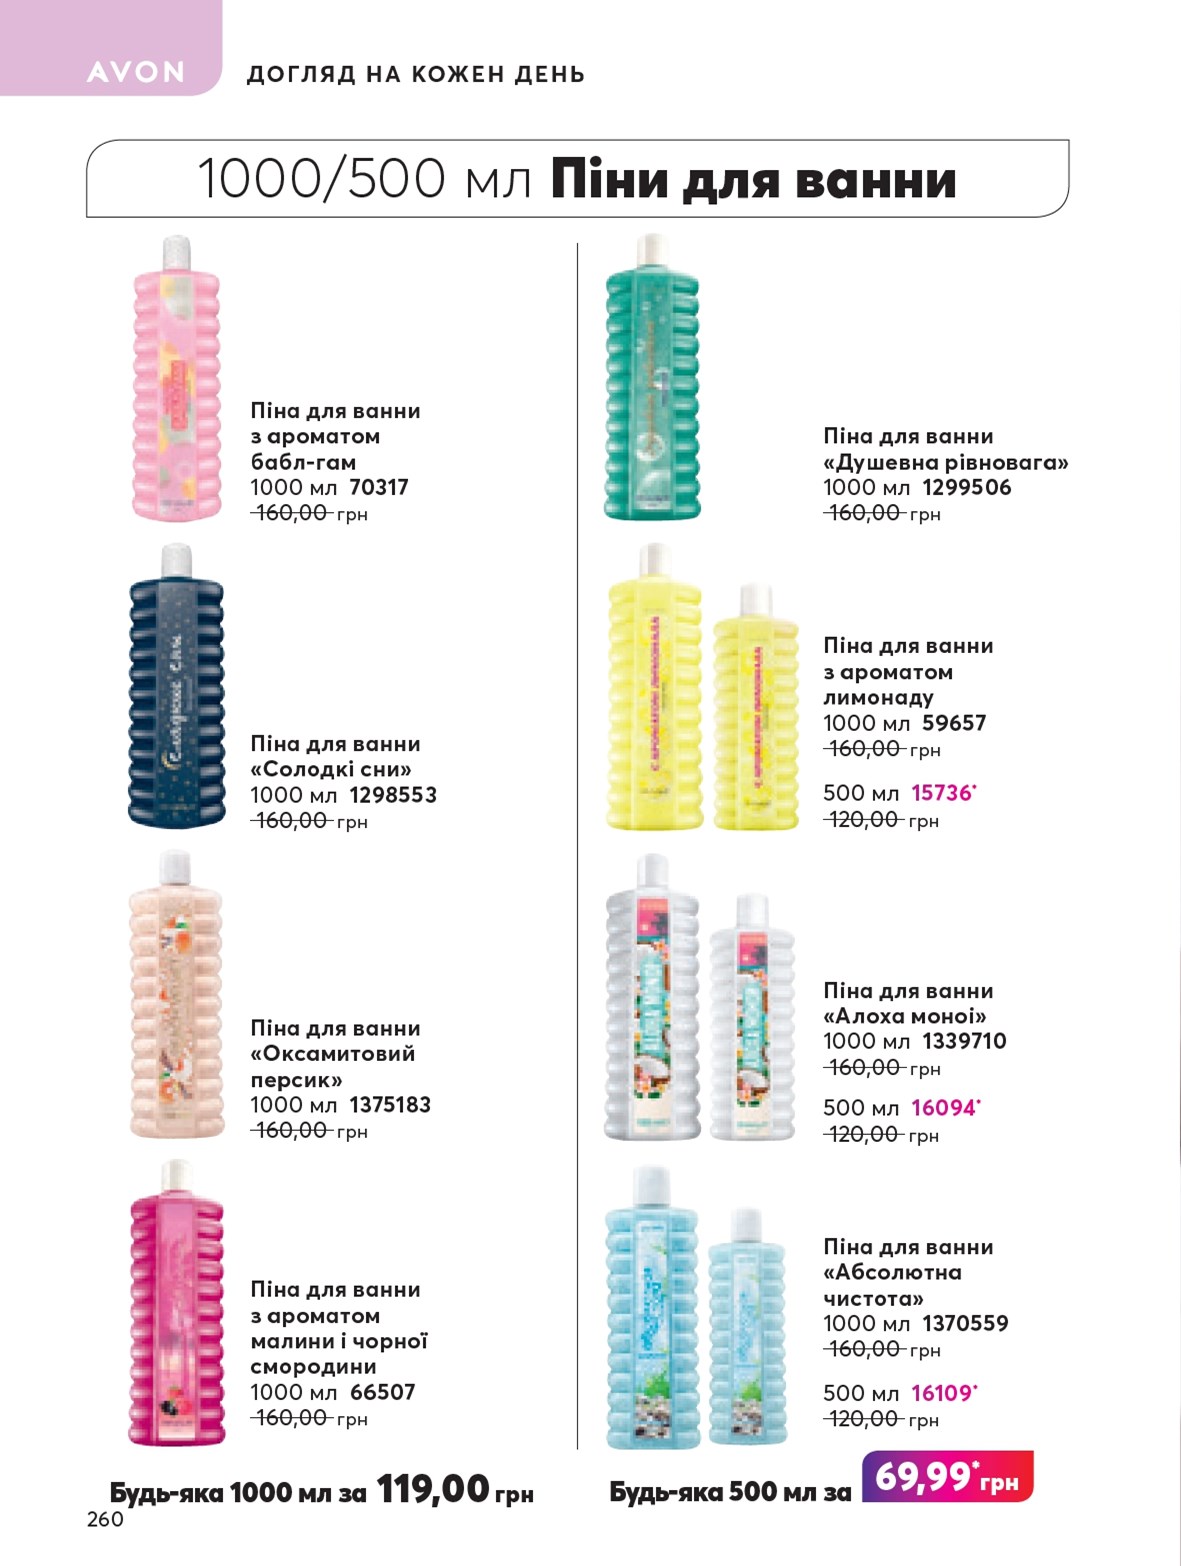 AVON
ДОГЛЯД НА КОЖЕН ДЕНЬ
1000/500 мл Піни для ванни
Піна для ванни
з ароматом
бабл-гам
1000 мл 70317
160,00 грн
Піна для ванни
«Солодкі сни»
1000 мл 1298553
160,00 грн
Піна для ванни
«Оксамитовий
персик»
1000 мл 1375183
160,00 грн
Піна для ванни
з ароматом
малини і чорної
смородини
1000 мл 66507
160,00 грн
Будь-яка 1000 мл за 119,00 грн
Піна для ванни
«Душевна рівновага»
1000 мл 1299506
160,00 грн
С АРОМАТОМ ЛИМОНАДА
С АРОМАТОМ ЛИМОНАДА
Піна для ванни
з ароматом
лимонаду
1000 мл 59657
160,00 грн
500 мл 15736*
120,00 грн
Піна для ванни
«Алоха моної»
1000 мл 1339710
160,00 грн
500 мл 16094*
120,00 грн
Піна для ванни
«Абсолютна
чистота»
1000 мл 1370559
160,00 грн
500 мл 16109*
120,00 грн
Будь-яка 500 мл за 69,99* грн
260